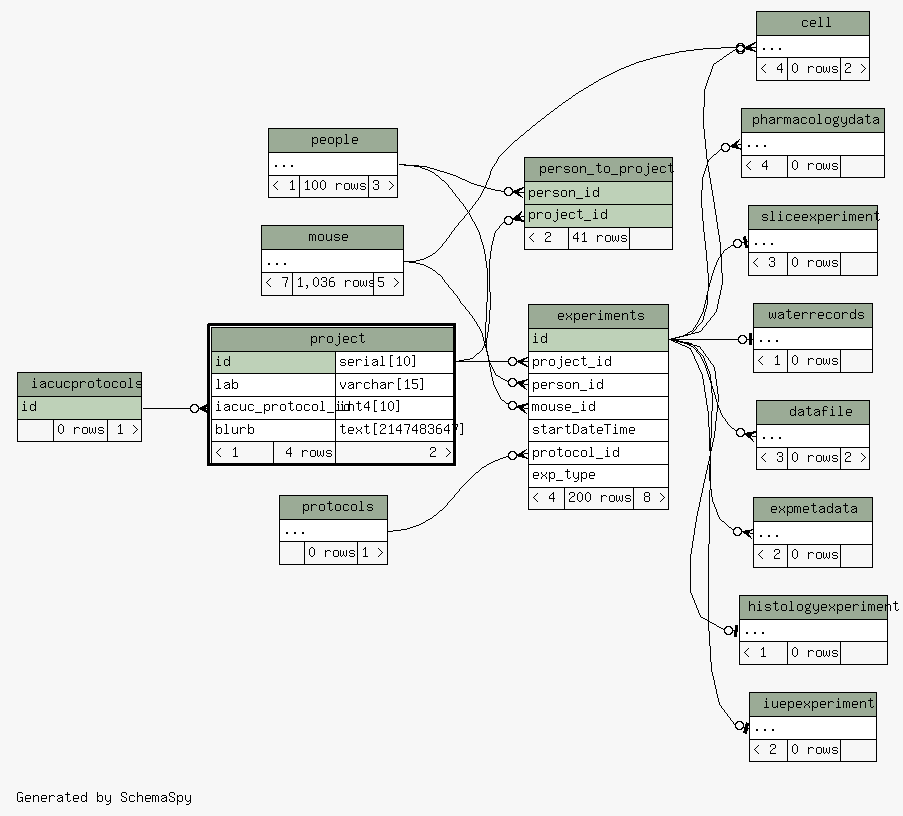 cell
...
< 4 0 rows 2 >
pharmacologydata
...
< 4 0 rows
people
...
< 1 100 rows 3 >
person_to_project
person_id
project_id
< 2 41 rows
sliceexperiment
...
< 3 0 rows
mouse
...
< 7 1,036 rows 5 >
experiments
id
project_id
person_id
mouse_id
startDateTime
protocol_id
exp_type
< 4 200 rows 8 >
waterrecords
...
< 1 0 rows
project
id serial[10]
lab varchar[15]
iacuc_protocol_id int4[10]
blurb text[2147483647]
< 1 4 rows 2 >
iacucprotocols
id
0 rows 1 >
datafile
...
< 3 0 rows 2 >
protocols
...
0 rows 1 >
expmetadata
...
< 2 0 rows
histologyexperiment
...
< 1 0 rows
iuepexperiment
...
< 2 0 rows
Generated by SchemaSpy